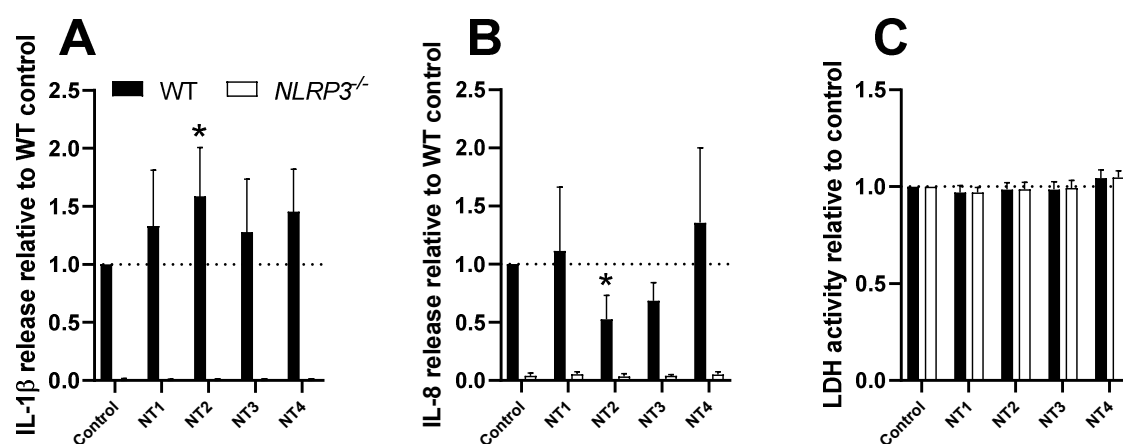 A
IL-1β release relative to WT control
WT
NLRP3-/-
2.5
2.0
1.5
1.0
0.5
0.0
*
Control
NT1
NT2
NT3
NT4
B
IL-8 release relative to WT control
2.5
2.0
1.5
1.0
0.5
0.0
*
Control
NT1
NT2
NT3
NT4
C
LDH activity relative to control
1.5
1.0
0.5
0.0
Control
NT1
NT2
NT3
NT4